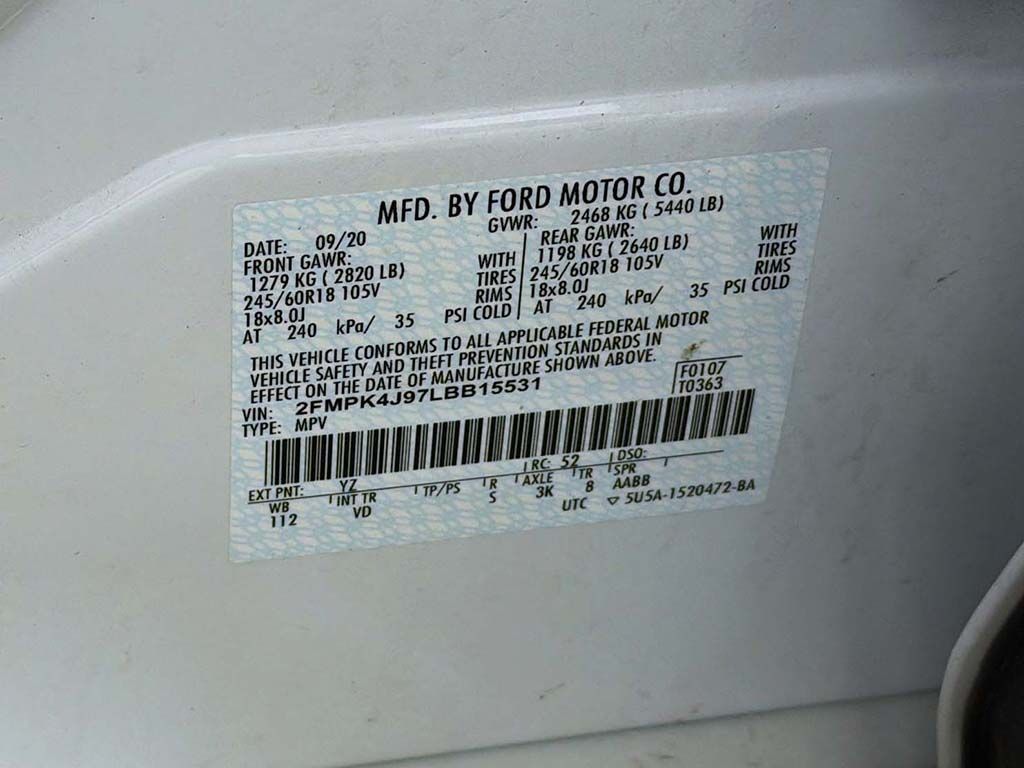 MFD. BY FORD MOTOR CO.
DATE: 09/20 GVWR: 2468 KG ( 5440 LB)
FRONT GAWR: REAR GAWR:
1279 KG ( 2820 LB) WITH 1198 KG ( 2640 LB) WITH
245/60R18 105V TIRES 245/60R18 105V TIRES
18x8.0J RIMS 18x8.0J RIMS
AT 240 kPa/ 35 PSI COLD AT 240 kPa/ 35 PSI COLD
THIS VEHICLE CONFORMS TO ALL APPLICABLE FEDERAL MOTOR
VEHICLE SAFETY AND THEFT PREVENTION STANDARDS IN
EFFECT ON THE DATE OF MANUFACTURE SHOWN ABOVE.
VIN: 2FMPK4J97LBB15531 F0107
TYPE: MPV T0363
EXT PNT: YZ RC: 52 DSO:
WB INT TR TP/PS R AXLE TR SPR
112 VD S 3K 8 AABB
UTC ▽ 5U5A-1520472-BA